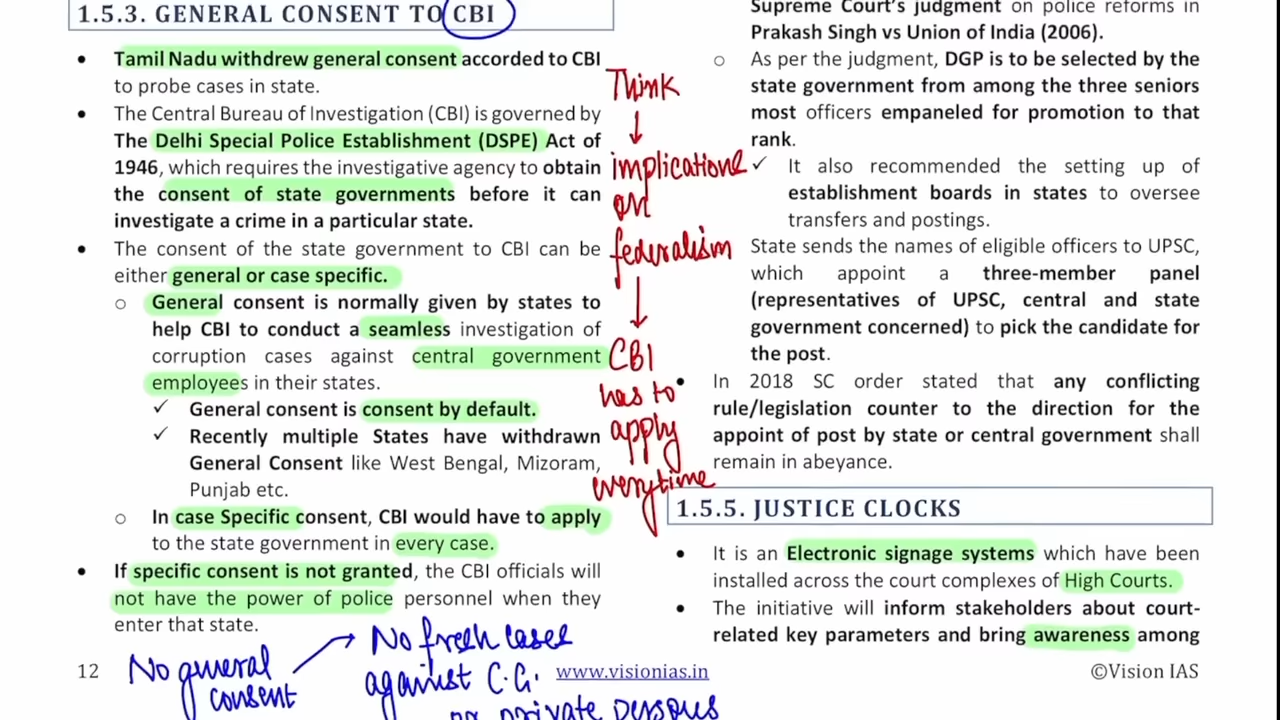 1.5.3. GENERAL CONSENT TO CBI
• Tamil Nadu withdrew general consent accorded to CBI
to probe cases in state.
• The Central Bureau of Investigation (CBI) is governed by
The Delhi Special Police Establishment (DSPE) Act of
1946, which requires the investigative agency to obtain
the consent of state governments before it can
investigate a crime in a particular state.
• The consent of the state government to CBI can be
either general or case specific.
o General consent is normally given by states to
help CBI to conduct a seamless investigation of
corruption cases against central government
employees in their states.
✓ General consent is consent by default.
✓ Recently multiple States have withdrawn
General Consent like West Bengal, Mizoram,
Punjab etc.
o In case Specific consent, CBI would have to apply
to the state government in every case.
• If specific consent is not granted, the CBI officials will
not have the power of police personnel when they
enter that state.
No general
consent
No fresh cases
against C.G.
or private persons
Think
implications
on
federalism
CBI
has to
apply
everytime
Supreme Court's judgment on police reforms in
Prakash Singh vs Union of India (2006).
o As per the judgment, DGP is to be selected by the
state government from among the three seniors
most officers empaneled for promotion to that
rank.
✓ It also recommended the setting up of
establishment boards in states to oversee
transfers and postings.
State sends the names of eligible officers to UPSC,
which appoint a three-member panel
(representatives of UPSC, central and state
government concerned) to pick the candidate for
the post.
• In 2018 SC order stated that any conflicting
rule/legislation counter to the direction for the
appoint of post by state or central government shall
remain in abeyance.
1.5.5. JUSTICE CLOCKS
• It is an Electronic signage systems which have been
installed across the court complexes of High Courts.
• The initiative will inform stakeholders about court-
related key parameters and bring awareness among
12 www.visionias.in ©Vision IAS